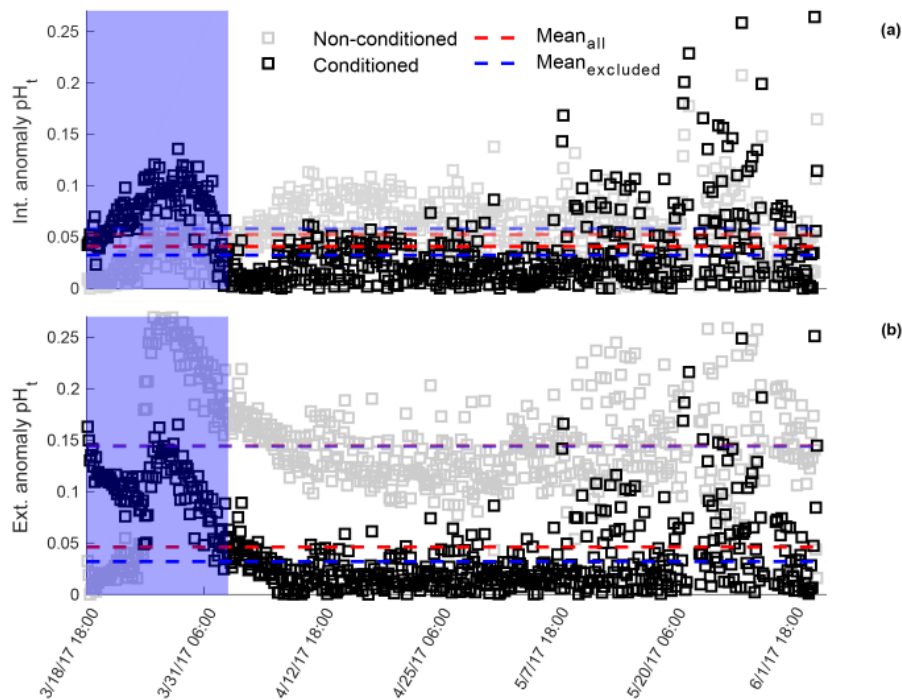 0.25
(a)
Non-conditioned
Mean_all
Conditioned
Mean_excluded
0.2
0.15
0.1
0.05
0
Int. anomaly pH_t
0.25
(b)
0.2
0.15
0.1
0.05
0
Ext. anomaly pH_t
3/18/17 18:00
3/31/17 06:00
4/12/17 18:00
4/25/17 06:00
5/7/17 18:00
5/20/17 06:00
6/1/17 18:00